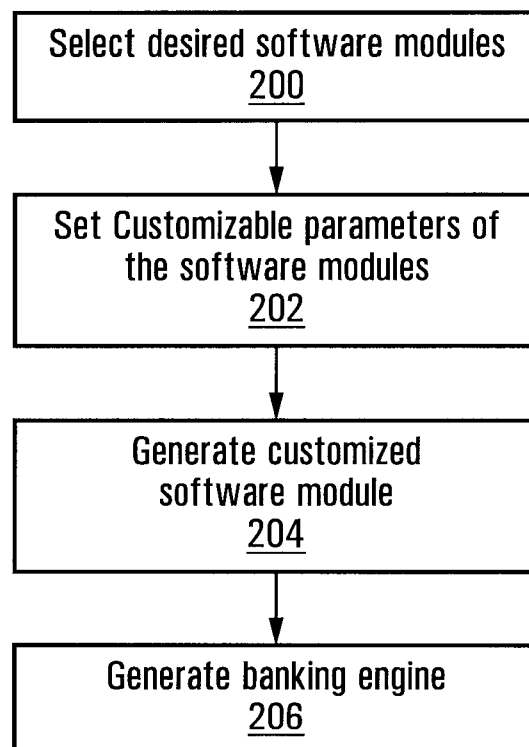 Select desired software modules
200
Set Customizable parameters of
the software modules
202
Generate customized
software module
204
Generate banking engine
206